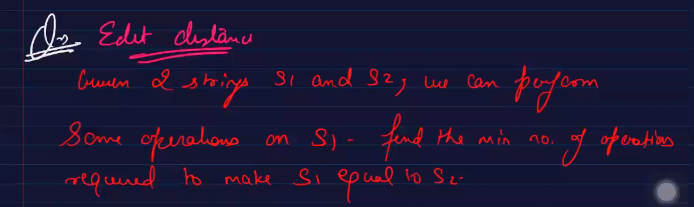 Q→ Edit distance
Given 2 strings S1 and S2, we can perform
Some operations on S1 - find the min no. of operations
required to make S1 equal to S2.